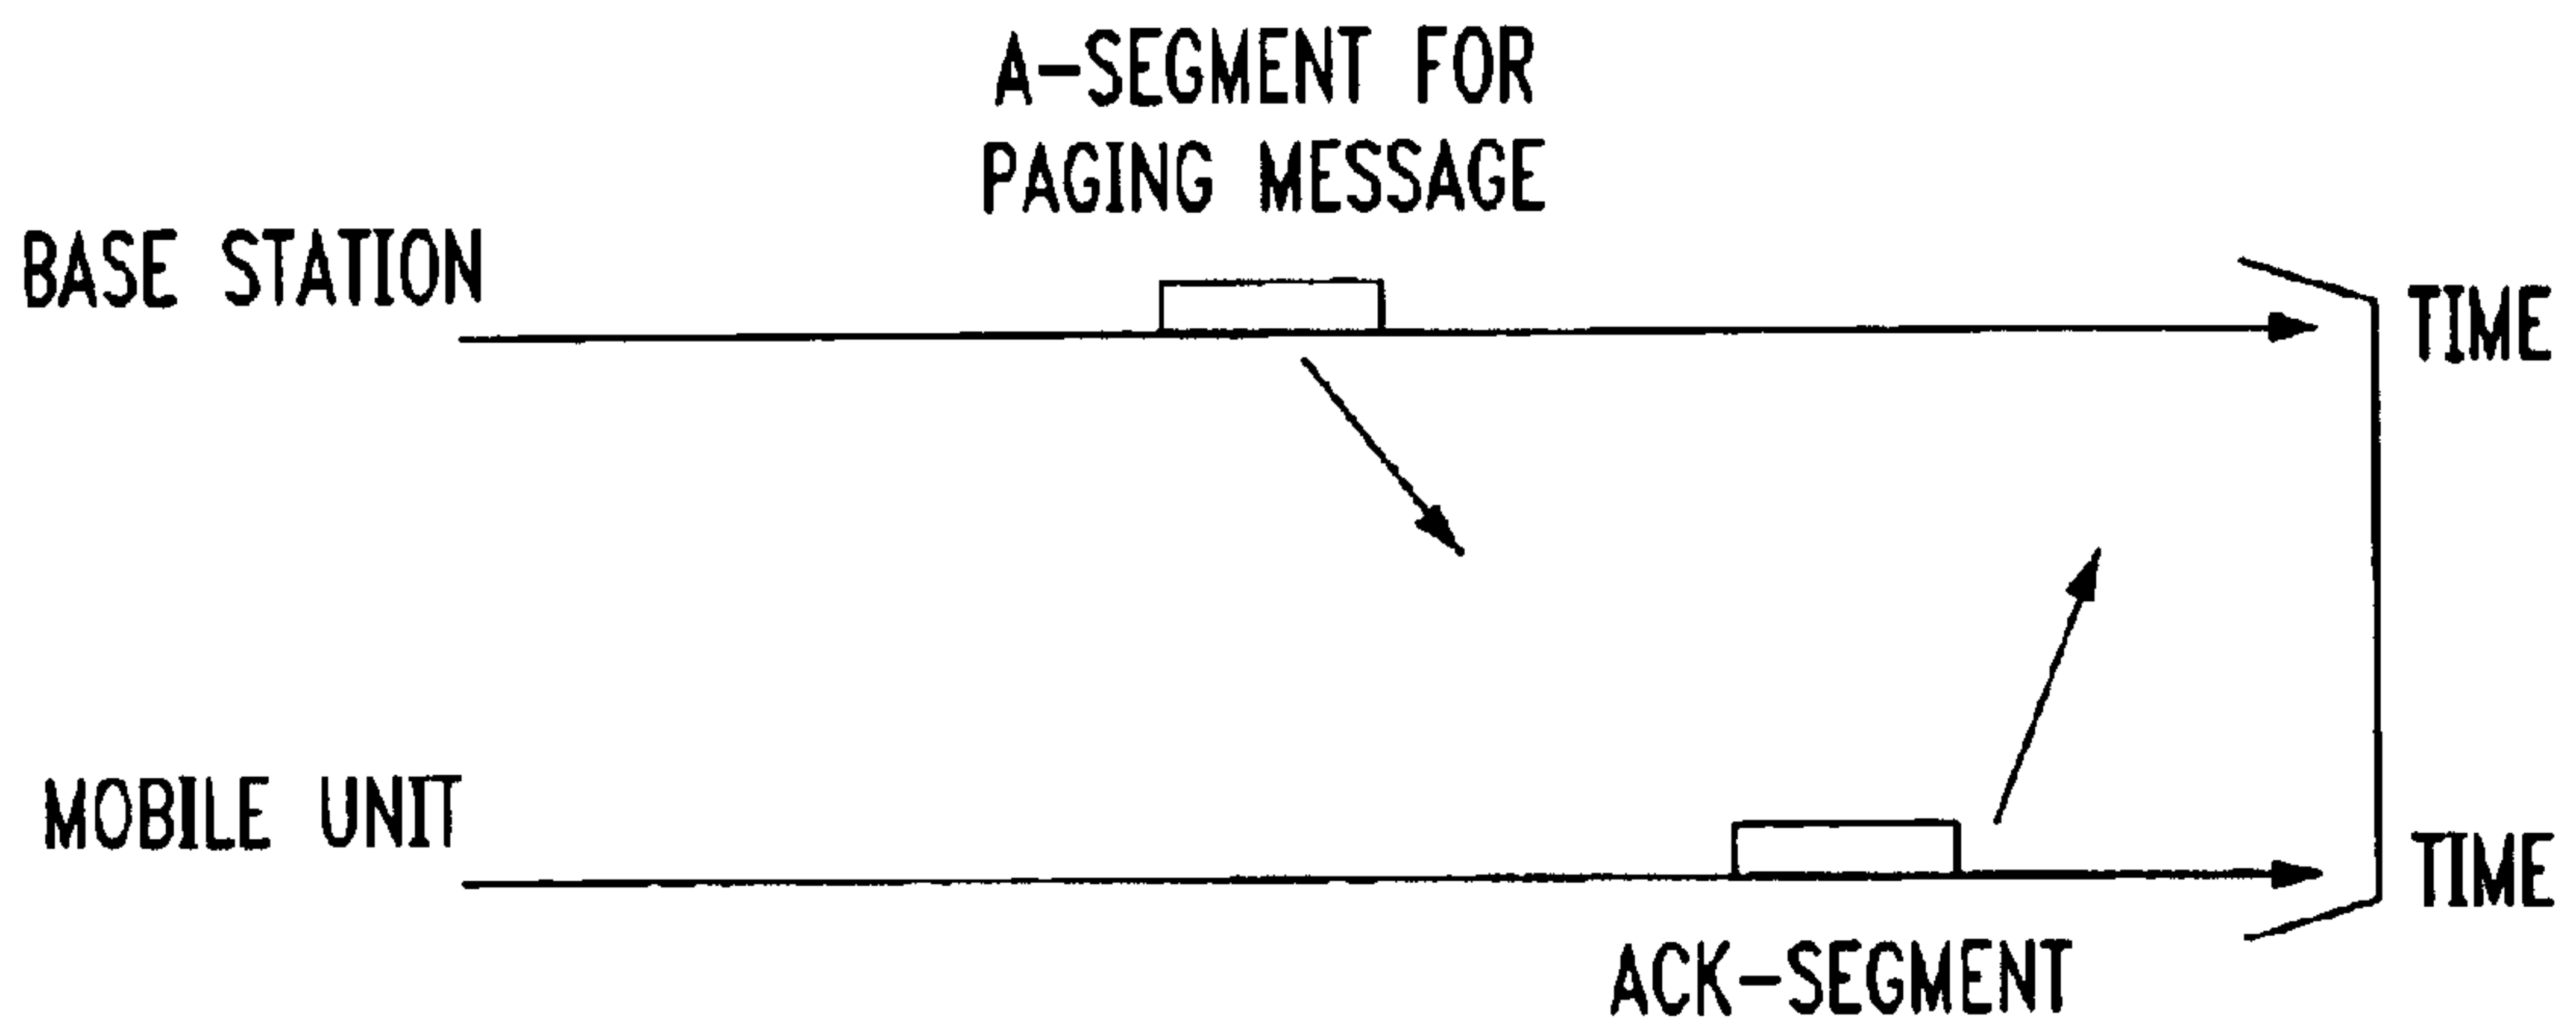 A-SEGMENT FOR
PAGING MESSAGE
BASE STATION
TIME
MOBILE UNIT
TIME
ACK-SEGMENT